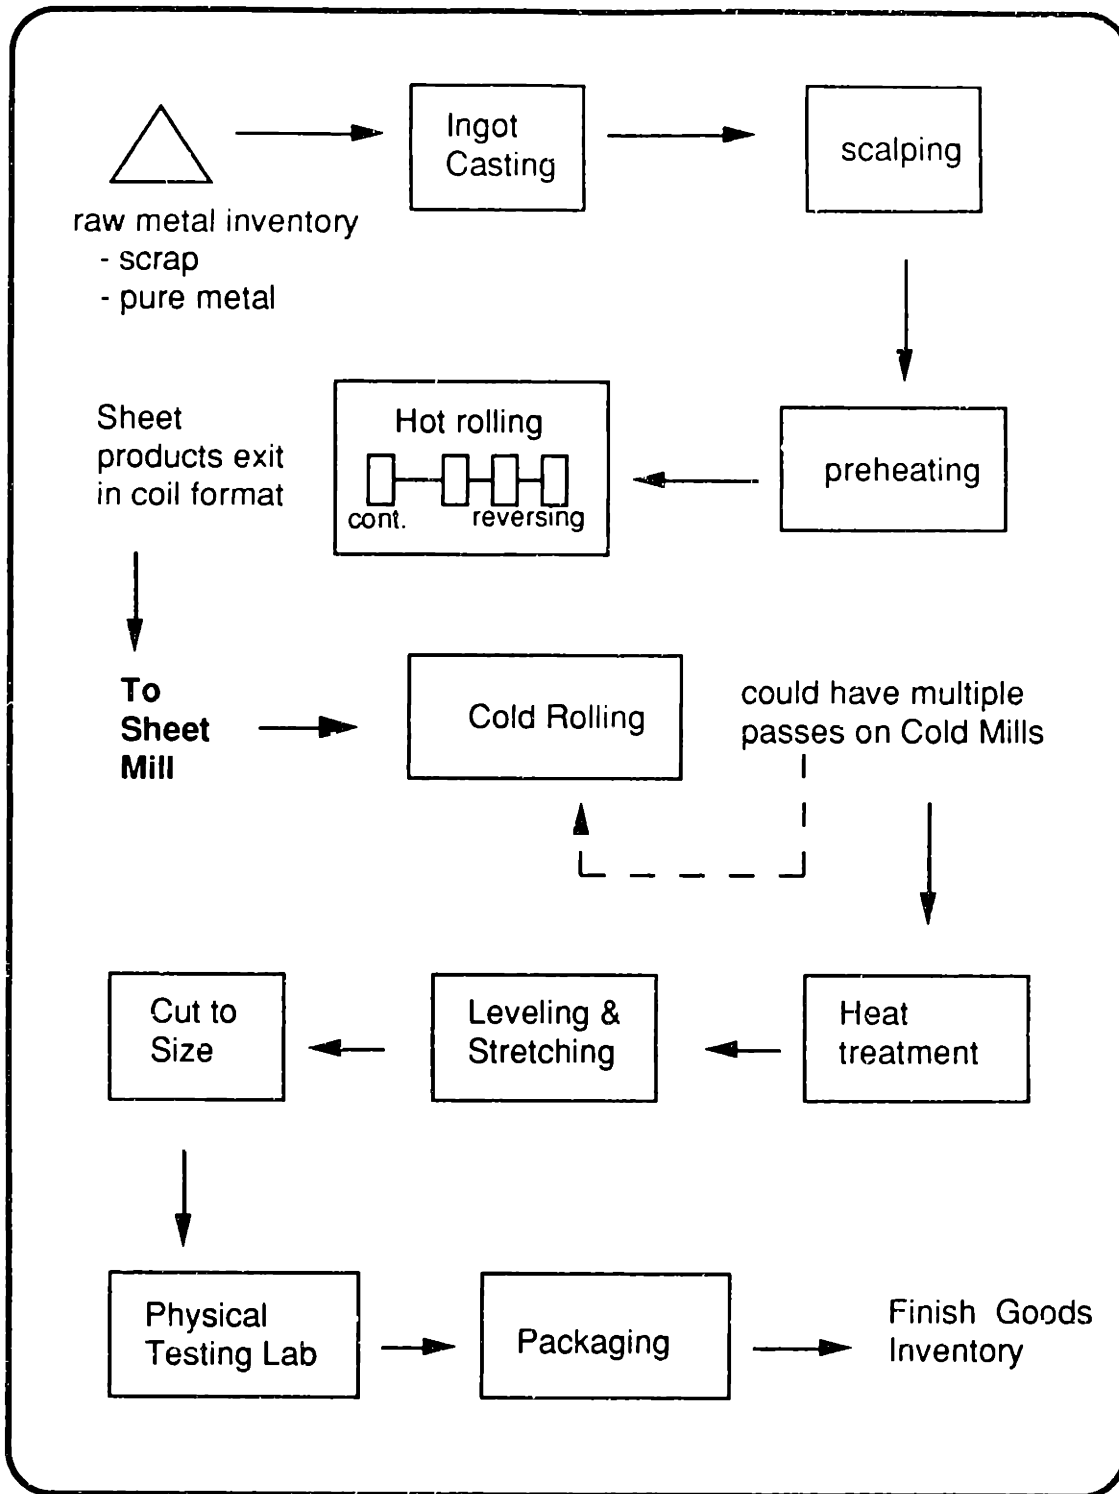 Ingot
Casting
scalping
raw metal inventory
- scrap
- pure metal
Sheet
products exit
in coil format
Hot rolling
cont.
reversing
preheating
To
Sheet
Mill
Cold Rolling
could have multiple
passes on Cold Mills
Cut to
Size
Leveling &
Stretching
Heat
treatment
Physical
Testing Lab
Packaging
Finish Goods
Inventory